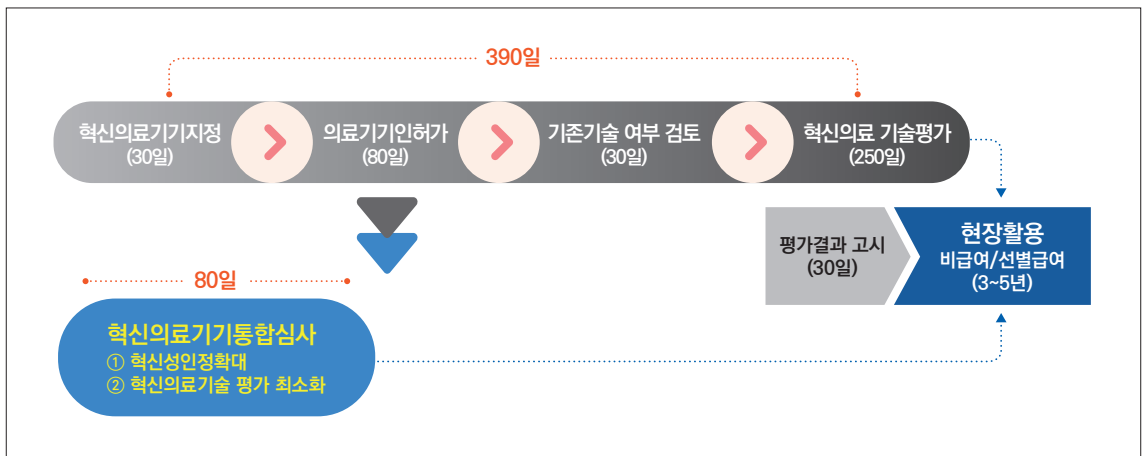 390일
혁신의료기기지정
(30일)
의료기기인허가
(80일)
기존기술 여부 검토
(30일)
혁신의료 기술평가
(250일)
평가결과 고시
(30일)
현장활용
비급여/선별급여
(3~5년)
80일
혁신의료기기통합심사
① 혁신성인정확대
② 혁신의료기술 평가 최소화